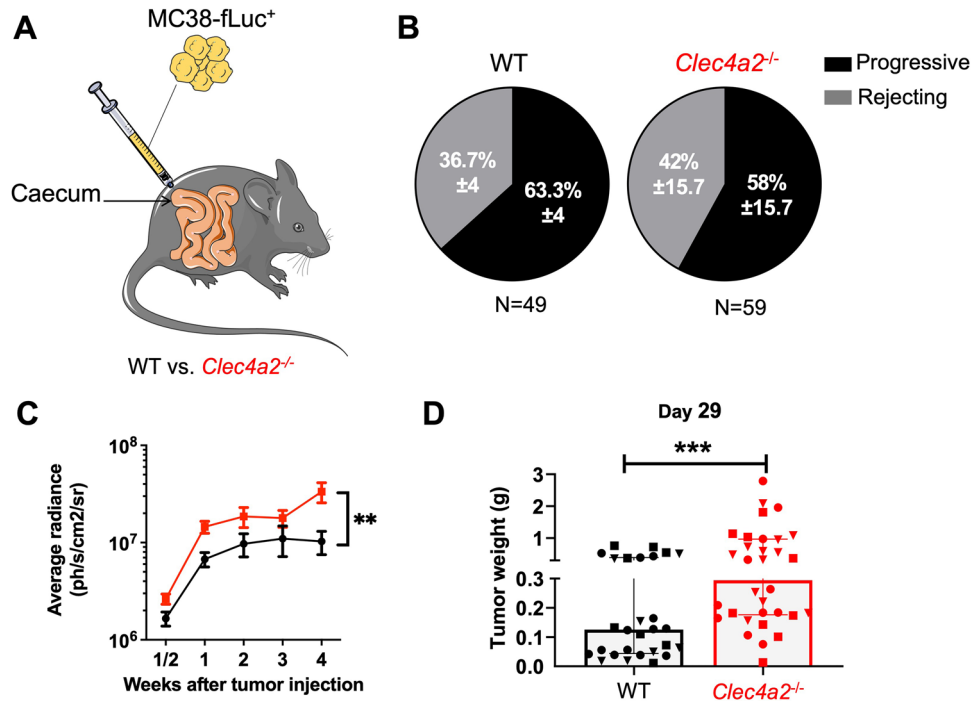 A
MC38-fLuc⁺
Caecum
WT vs. Clec4a2⁻/⁻
B
WT
Clec4a2⁻/⁻
Progressive
Rejecting
36.7%
±4
63.3%
±4
42%
±15.7
58%
±15.7
N=49
N=59
C
Average radiance
(ph/s/cm2/sr)
10⁸
10⁷
10⁶
**
1/2 1 2 3 4
Weeks after tumor injection
D
Day 29
***
Tumor weight (g)
3
2
1
0.3
0.2
0.1
0.0
WT
Clec4a2⁻/⁻